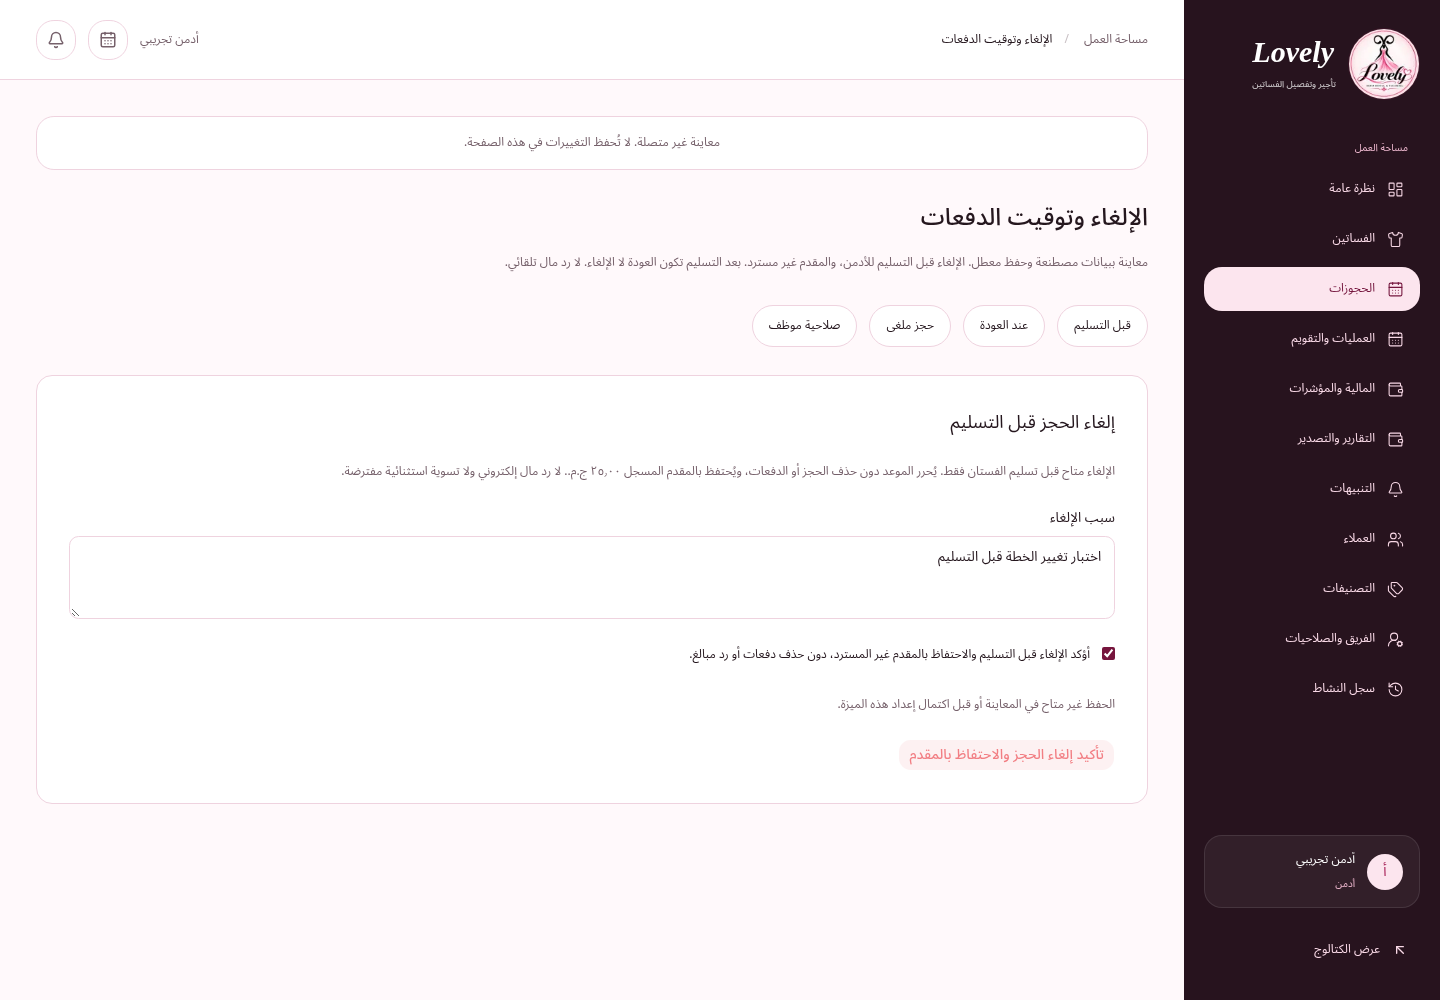 Lovely
Lovely
تأجير وتفصيل الفساتين
مساحة العمل
نظرة عامة
الفساتين
الحجوزات
العمليات والتقويم
المالية والمؤشرات
التقارير والتصدير
التنبيهات
العملاء
التصنيفات
الفريق والصلاحيات
سجل النشاط
أ
أدمن تجريبي
أدمن
عرض الكتالوج
مساحة العمل / الإلغاء وتوقيت الدفعات
أدمن تجريبي
معاينة غير متصلة. لا تُحفظ التغييرات في هذه الصفحة.
الإلغاء وتوقيت الدفعات
معاينة ببيانات مصطنعة وحفظ معطل. الإلغاء قبل التسليم للأدمن، والمقدم غير مسترد. بعد التسليم تكون العودة لا الإلغاء. لا رد مال تلقائي.
قبل التسليم
عند العودة
حجز ملغى
صلاحية موظف
إلغاء الحجز قبل التسليم
الإلغاء متاح قبل تسليم الفستان فقط. يُحرر الموعد دون حذف الحجز أو الدفعات، ويُحتفظ بالمقدم المسجل ٢٥٫٠٠ ج.م.. لا رد مال إلكتروني ولا تسوية استثنائية مفترضة.
سبب الإلغاء
اختبار تغيير الخطة قبل التسليم
أؤكد الإلغاء قبل التسليم والاحتفاظ بالمقدم غير المسترد، دون حذف دفعات أو رد مبالغ.
الحفظ غير متاح في المعاينة أو قبل اكتمال إعداد هذه الميزة.
تأكيد إلغاء الحجز والاحتفاظ بالمقدم